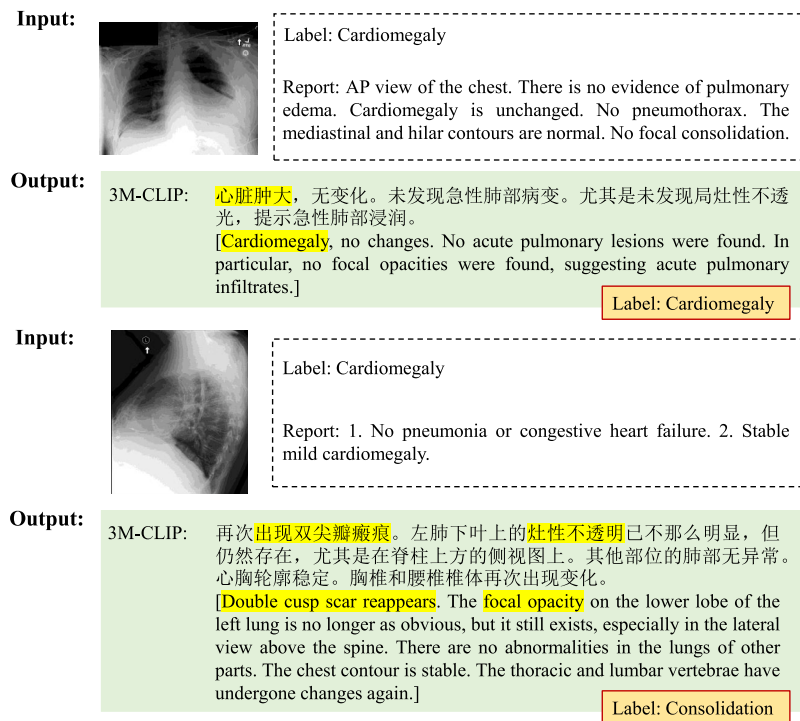 Input:
Label: Cardiomegaly
Report: AP view of the chest. There is no evidence of pulmonary
edema. Cardiomegaly is unchanged. No pneumothorax. The
mediastinal and hilar contours are normal. No focal consolidation.
Output:
3M-CLIP:
心脏肿大，无变化。未发现急性肺部病变。尤其是未发现局灶性不透
光，提示急性肺部浸润。
[Cardiomegaly, no changes. No acute pulmonary lesions were found. In
particular, no focal opacities were found, suggesting acute pulmonary
infiltrates.]
Label: Cardiomegaly
Input:
Label: Cardiomegaly
Report: 1. No pneumonia or congestive heart failure. 2. Stable
mild cardiomegaly.
Output:
3M-CLIP:
再次出现双尖瓣瘢痕。左肺下叶上的灶性不透明已不那么明显，但
仍然存在，尤其是在脊柱上方的侧视图上。其他部位的肺部无异常。
心胸轮廓稳定。胸椎和腰椎椎体再次出现变化。
[Double cusp scar reappears. The focal opacity on the lower lobe of the
left lung is no longer as obvious, but it still exists, especially in the lateral
view above the spine. There are no abnormalities in the lungs of other
parts. The chest contour is stable. The thoracic and lumbar vertebrae have
undergone changes again.]
Label: Consolidation